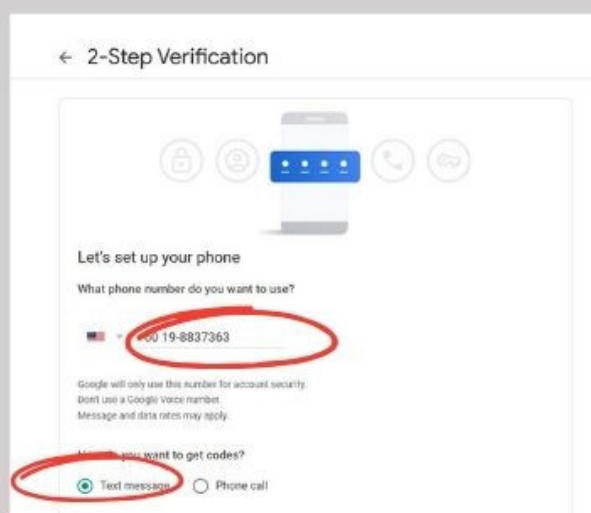 2-Step Verification
Let's set up your phone
What phone number do you want to use?
60 19-8837363
Google will only use this number for account security.
Don't use a Google Voice number.
Message and data rates may apply.
you want to get codes?
Text message
Phone call